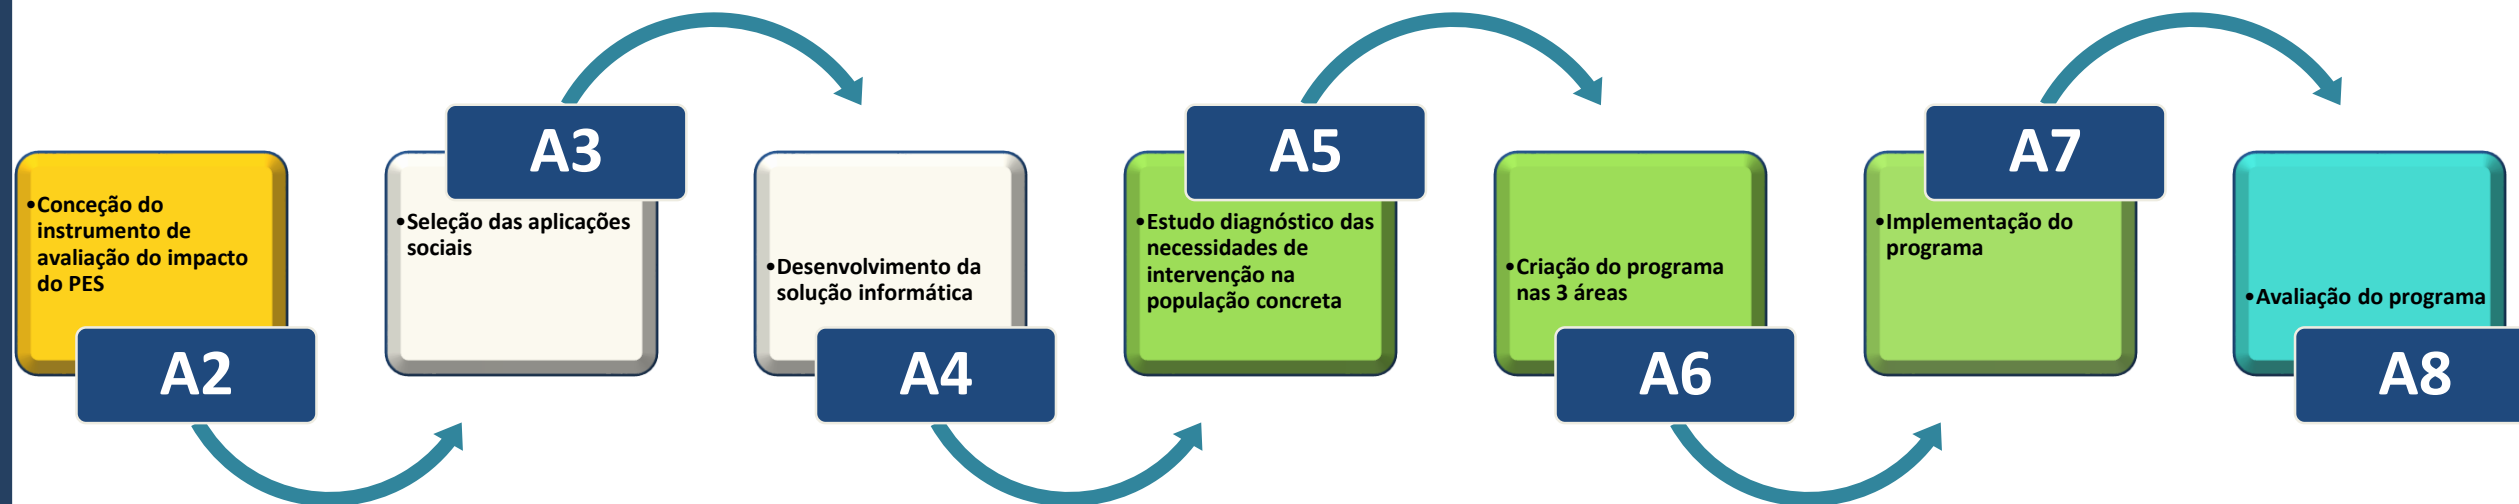 •Conceção do
instrumento de
avaliação do impacto
do PES
A2
A3
•Seleção das aplicações
sociais
•Desenvolvimento da
solução informática
A4
A5
•Estudo diagnóstico das
necessidades de
intervenção na
população concreta
•Criação do programa
nas 3 áreas
A6
A7
•Implementação do
programa
•Avaliação do programa
A8